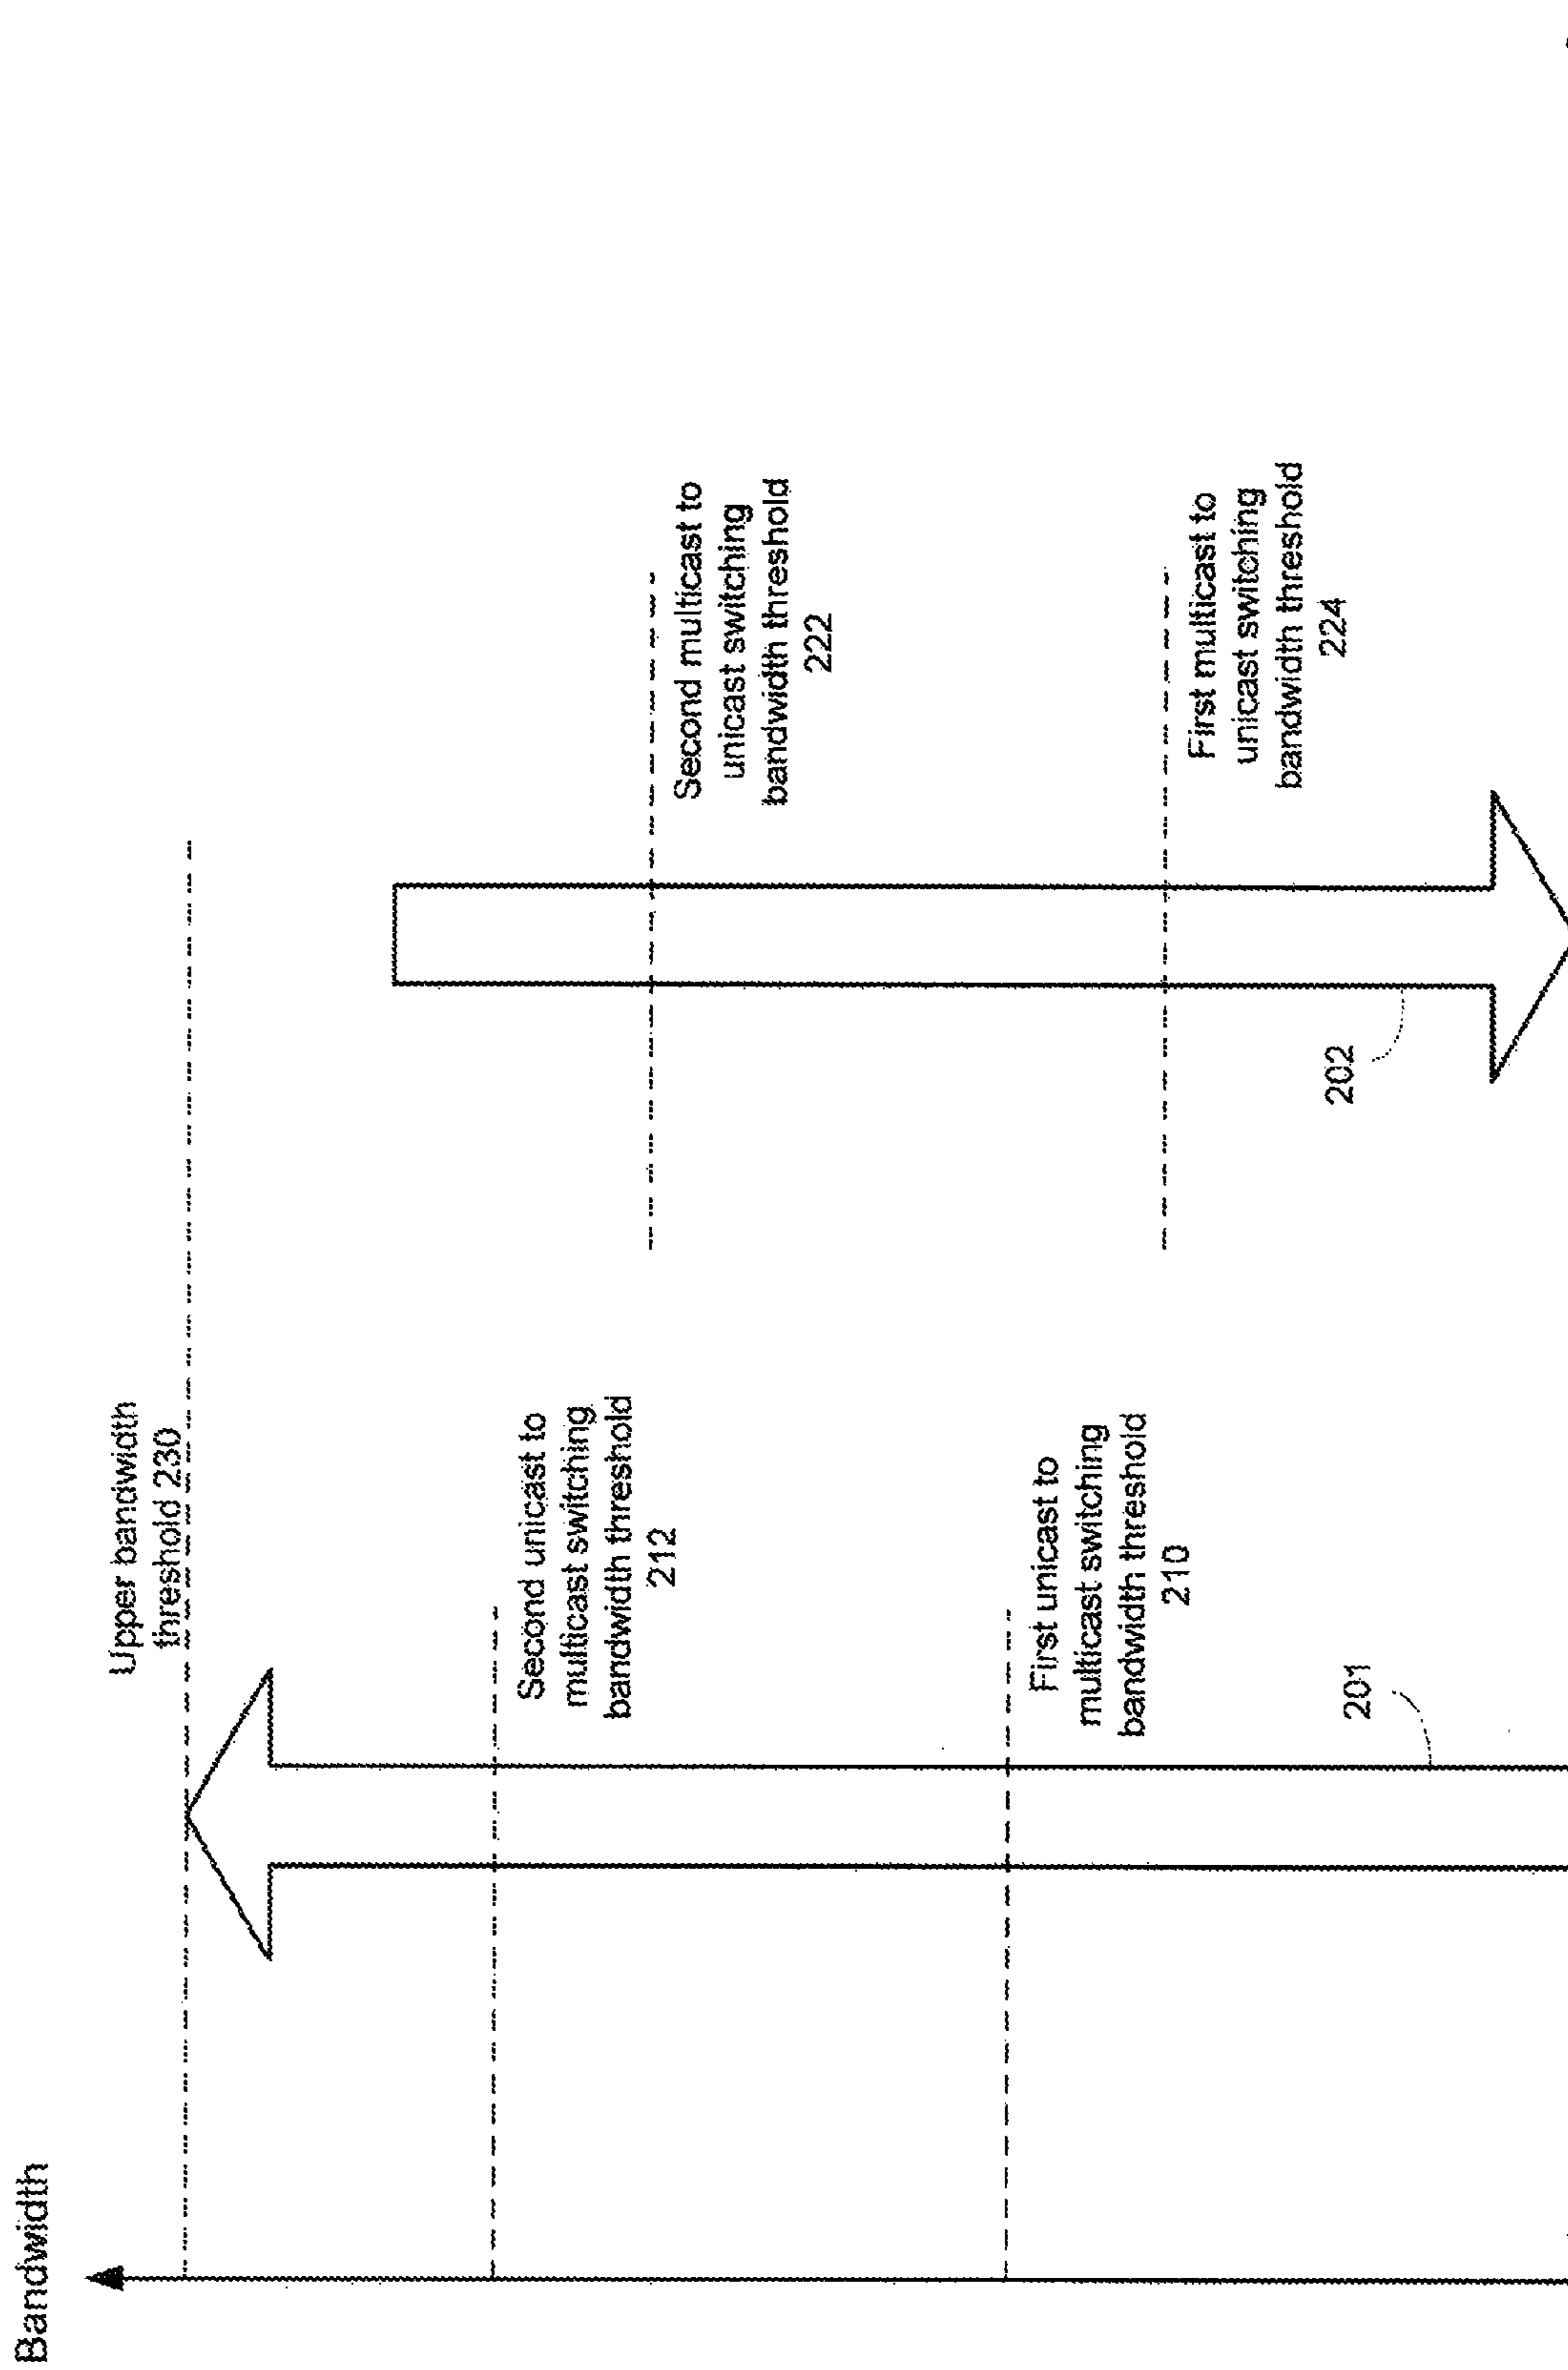 Bandwidth
Upper bandwidth
threshold 230
Second unicast to
multicast switching
bandwidth threshold
212
First unicast to
multicast switching
bandwidth threshold
210
201
Second multicast to
unicast switching
bandwidth threshold
222
First multicast to
unicast switching
bandwidth threshold
224
202